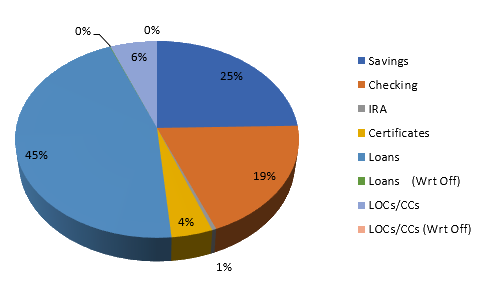 0%
0%
6%
25%
45%
19%
4%
1%
Savings
Checking
IRA
Certificates
Loans
Loans (Wrt Off)
LOCs/CCs
LOCs/CCs (Wrt Off)